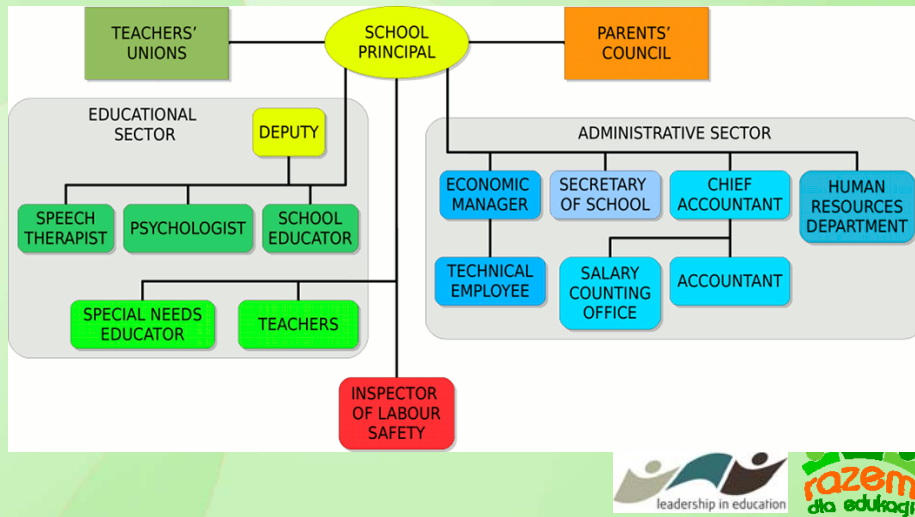 TEACHERS'
UNIONS
SCHOOL
PRINCIPAL
PARENTS'
COUNCIL
EDUCATIONAL
SECTOR
DEPUTY
SPEECH
THERAPIST
PSYCHOLOGIST
SCHOOL
EDUCATOR
SPECIAL NEEDS
EDUCATOR
TEACHERS
ADMINISTRATIVE SECTOR
ECONOMIC
MANAGER
SECRETARY
OF SCHOOL
CHIEF
ACCOUNTANT
HUMAN
RESOURCES
DEPARTMENT
TECHNICAL
EMPLOYEE
SALARY
COUNTING
OFFICE
ACCOUNTANT
INSPECTOR
OF LABOUR
SAFETY
leadership in education
razem
dla edukacji